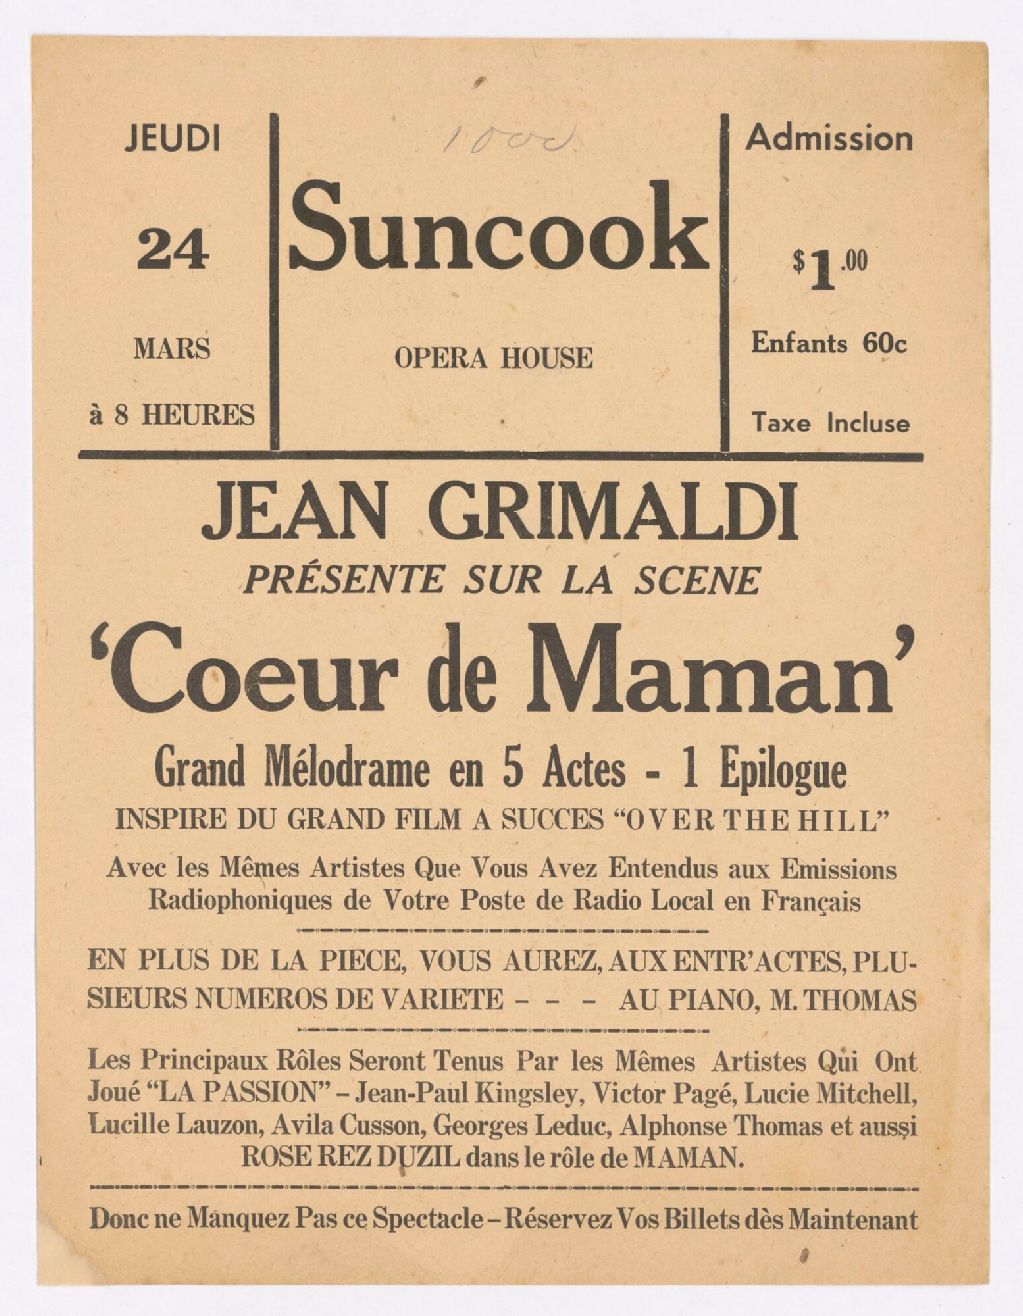 JEUDI
24
MARS
à 8 HEURES
1000
Suncook
OPERA HOUSE
Admission
$1.00
Enfants 60c
Taxe Incluse
JEAN GRIMALDI
PRÉSENTE SUR LA SCENE
‘Coeur de Maman’
Grand Mélodrame en 5 Actes - 1 Epilogue
INSPIRE DU GRAND FILM A SUCCES “OVER THE HILL”
Avec les Mêmes Artistes Que Vous Avez Entendus aux Emissions
Radiophoniques de Votre Poste de Radio Local en Français
EN PLUS DE LA PIECE, VOUS AUREZ, AUX ENTR’ACTES, PLU-
SIEURS NUMEROS DE VARIETE - - - AU PIANO, M. THOMAS
Les Principaux Rôles Seront Tenus Par les Mêmes Artistes Qui Ont
Joué “LA PASSION” – Jean-Paul Kingsley, Victor Pagé, Lucie Mitchell,
Lucille Lauzon, Avila Cusson, Georges Leduc, Alphonse Thomas et aussi
ROSE REZ DUZIL dans le rôle de MAMAN.
Donc ne Manquez Pas ce Spectacle – Réservez Vos Billets dès Maintenant